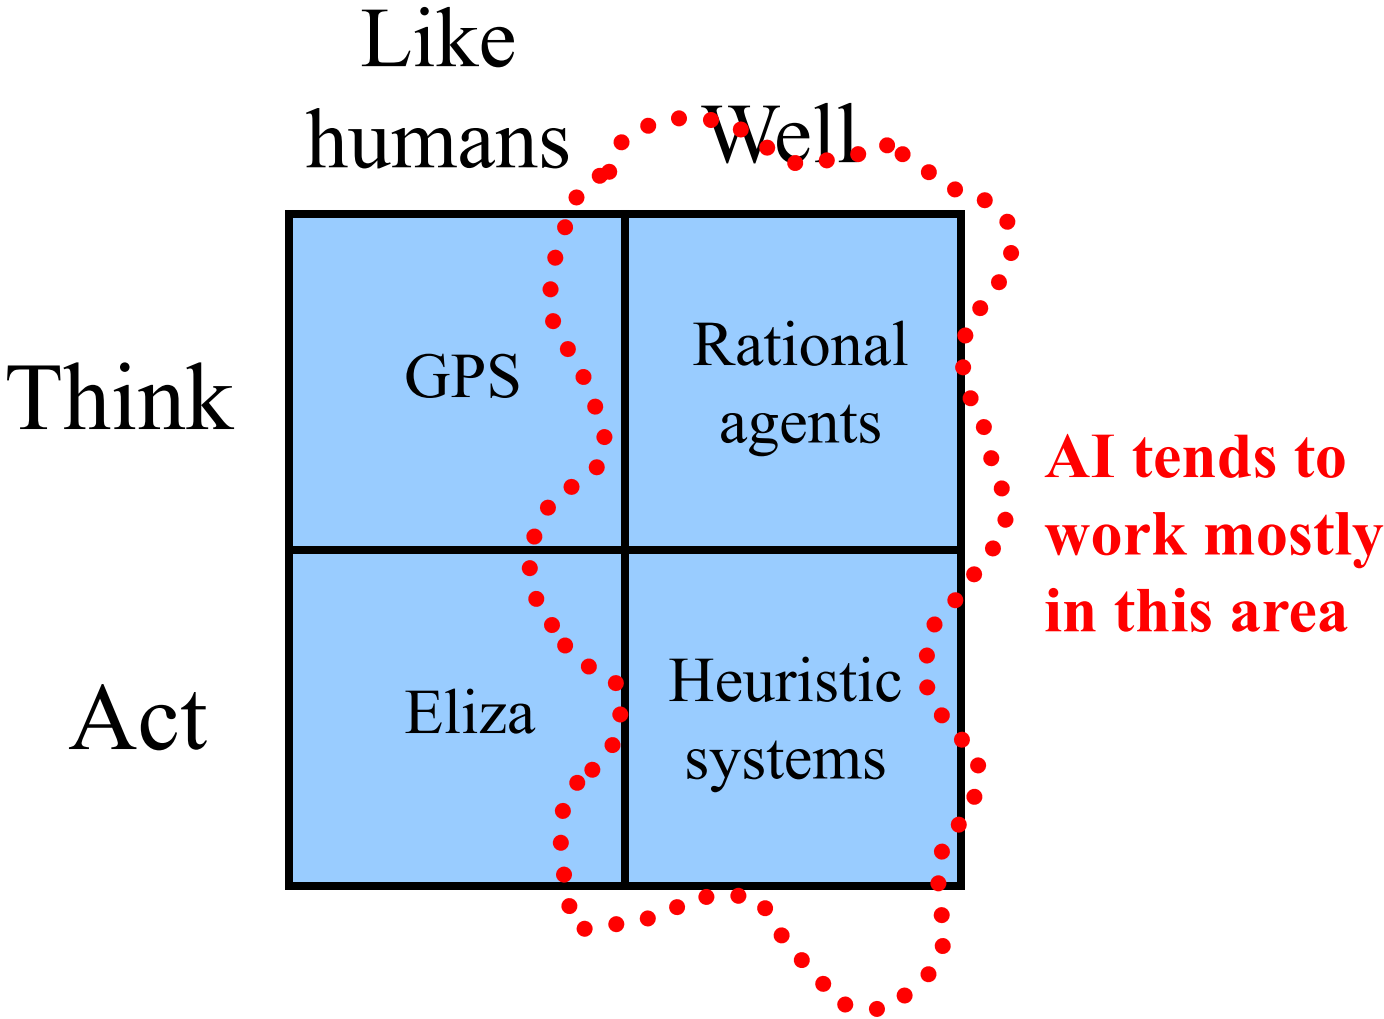 Like
humans
Well
Think
GPS
Rational
agents
AI tends to
work mostly
in this area
Act
Eliza
Heuristic
systems